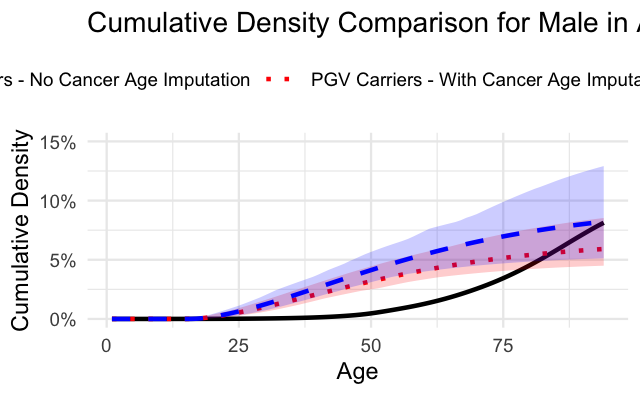 Cumulative Density Comparison for Male in
rs - No Cancer Age Imputation PGV Carriers - With Cancer Age Imputa
Cumulative Density
15%
10%
5%
0%
0 25 50 75
Age